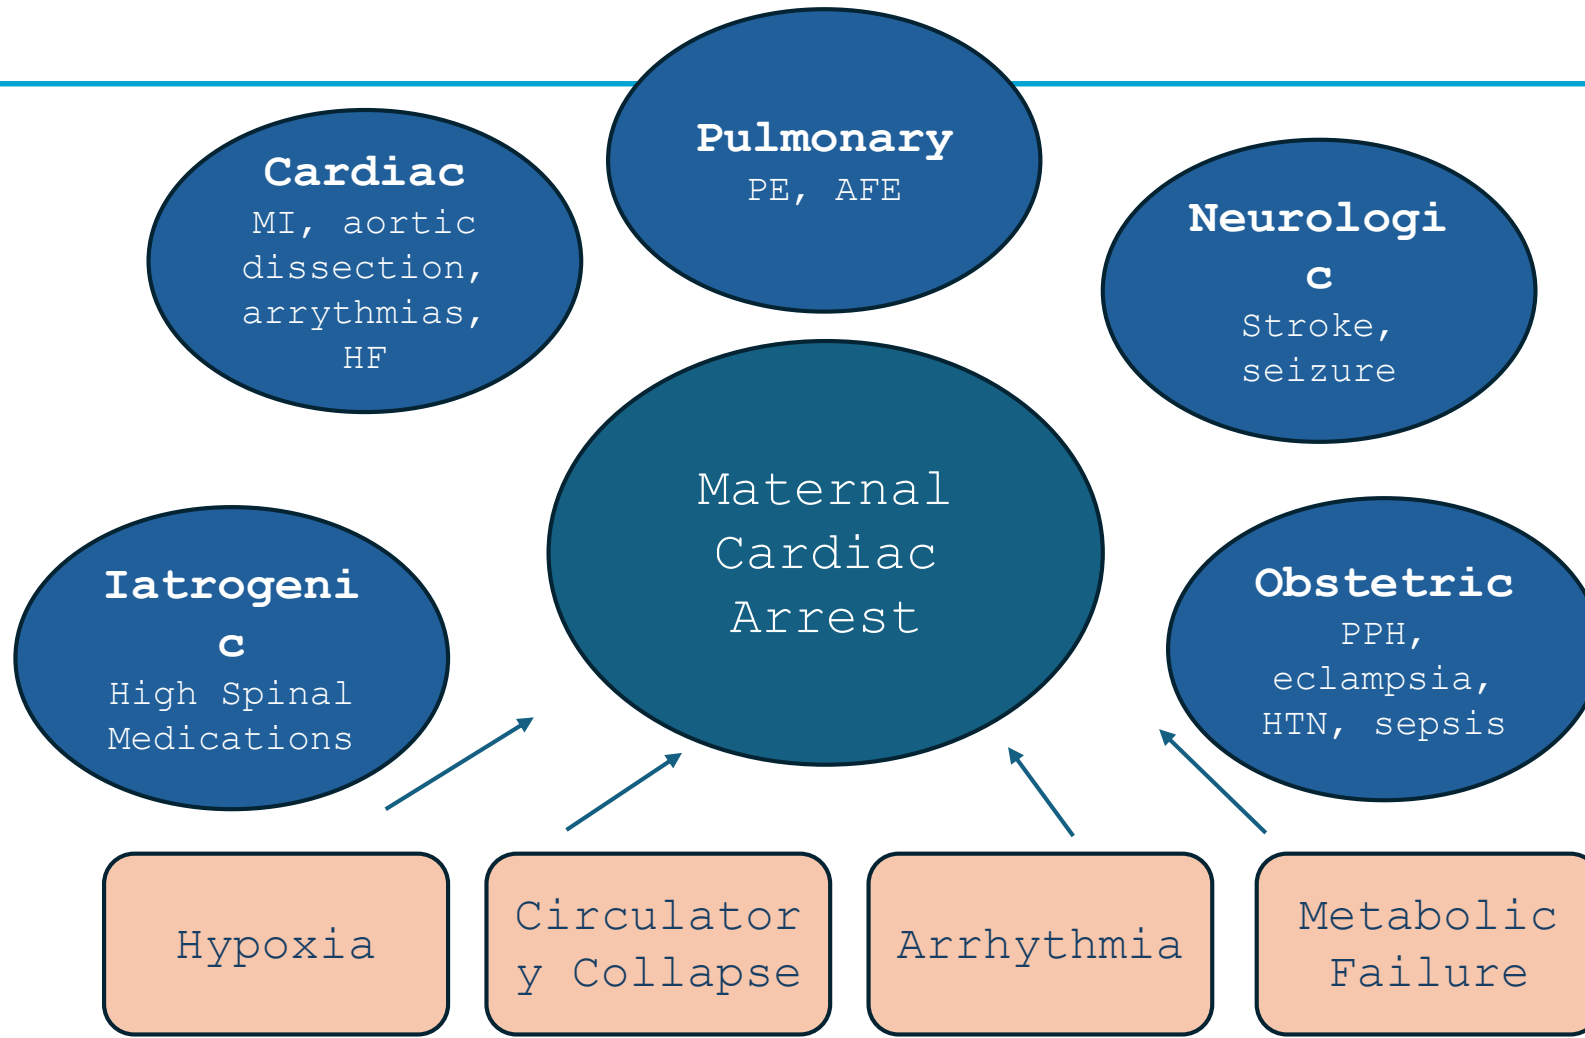 Pulmonary
PE, AFE
Cardiac
MI, aortic
dissection,
arrythmias,
HF
Neurologi
c
Stroke,
seizure
Maternal
Cardiac
Arrest
Iatrogeni
c
High Spinal
Medications
Obstetric
PPH,
eclampsia,
HTN, sepsis
Hypoxia
Circulator
y Collapse
Arrhythmia
Metabolic
Failure